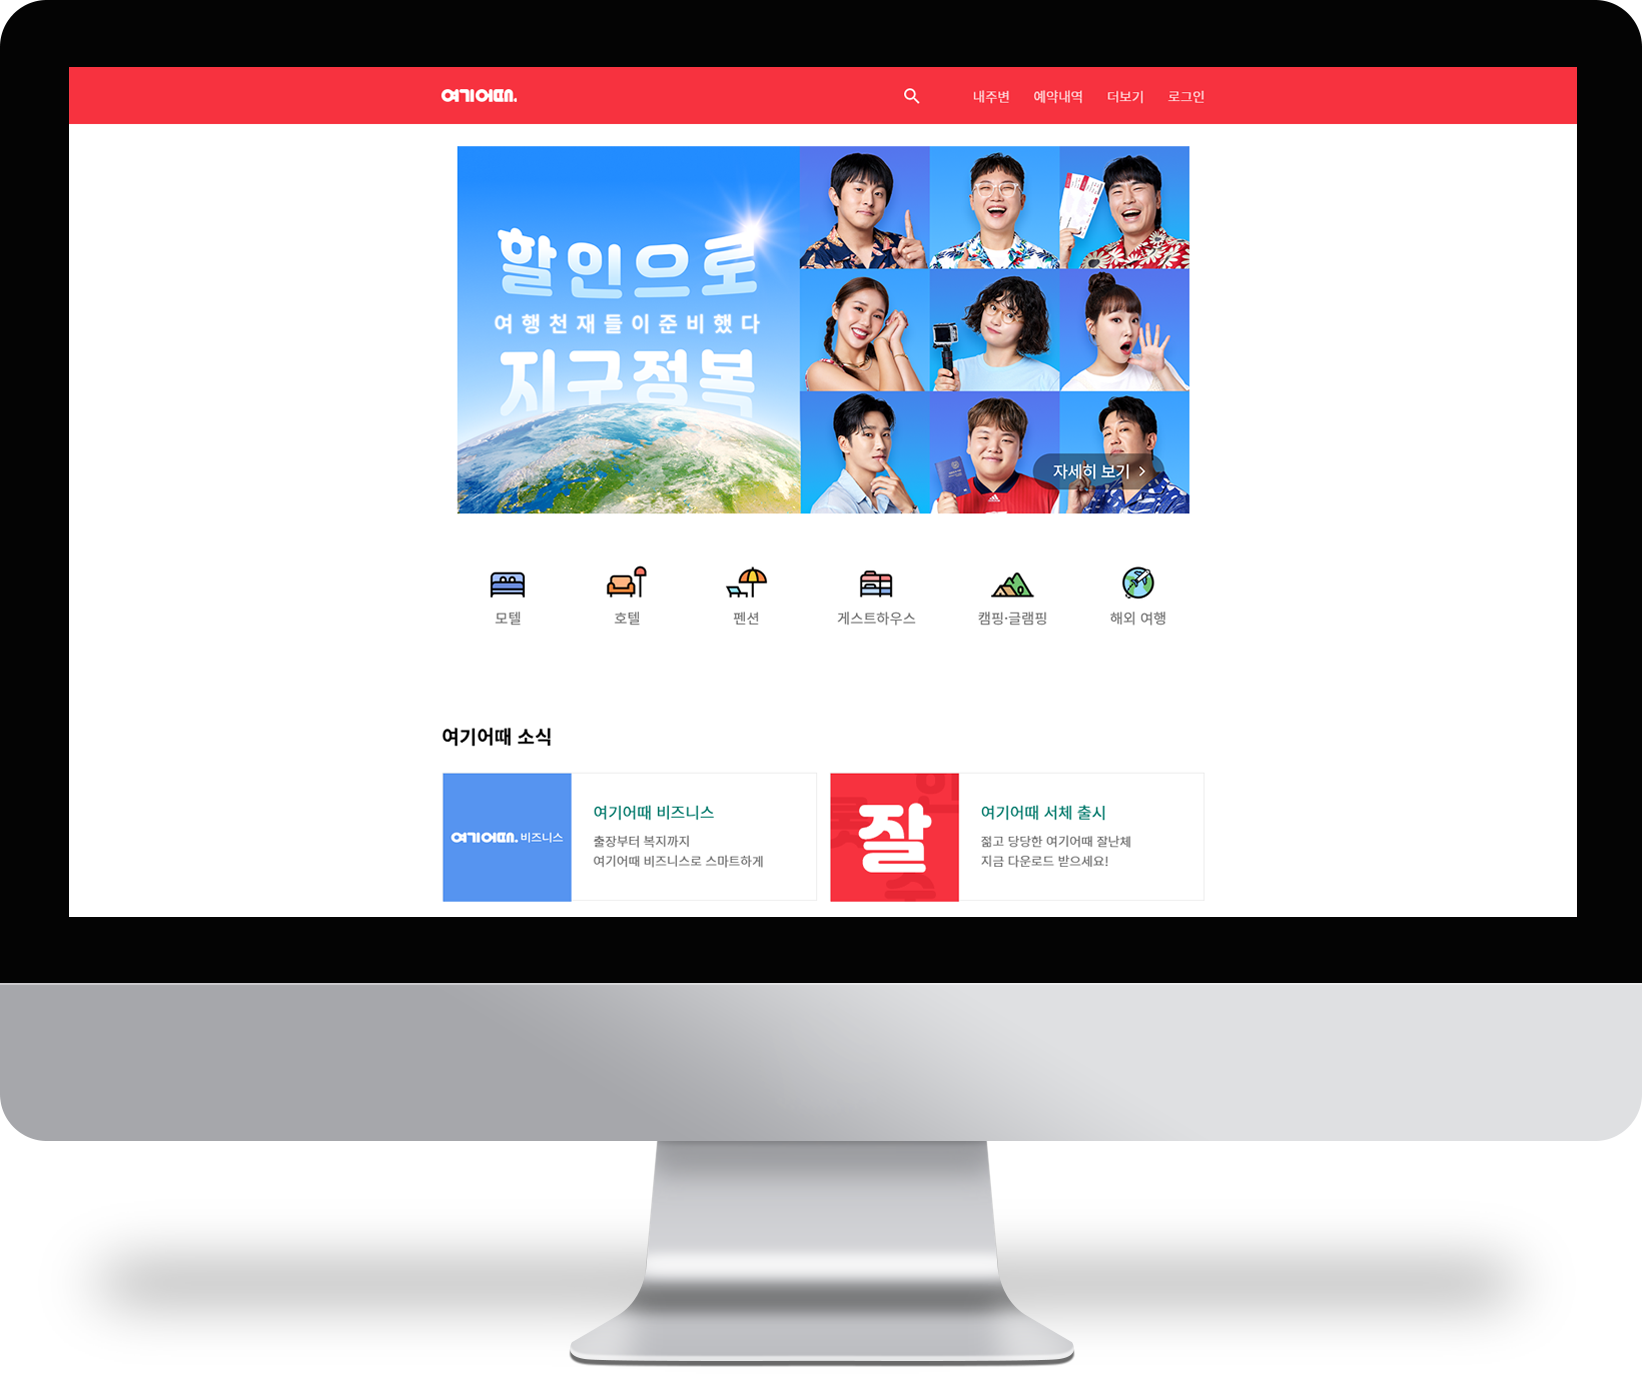 여기어때.
내주변 예약내역 더보기 로그인
할인으로
여행천재들이준비했다
지구정복
자세히 보기
모텔 호텔 펜션 게스트하우스 캠핑·글램핑 해외 여행
여기어때 소식
여기어때. 비즈니스
여기어때 비즈니스
출장부터 복지까지
여기어때 비즈니스로 스마트하게
잘
여기어때 서체 출시
젊고 당당한 여기어때 잘난체
지금 다운로드 받으세요!